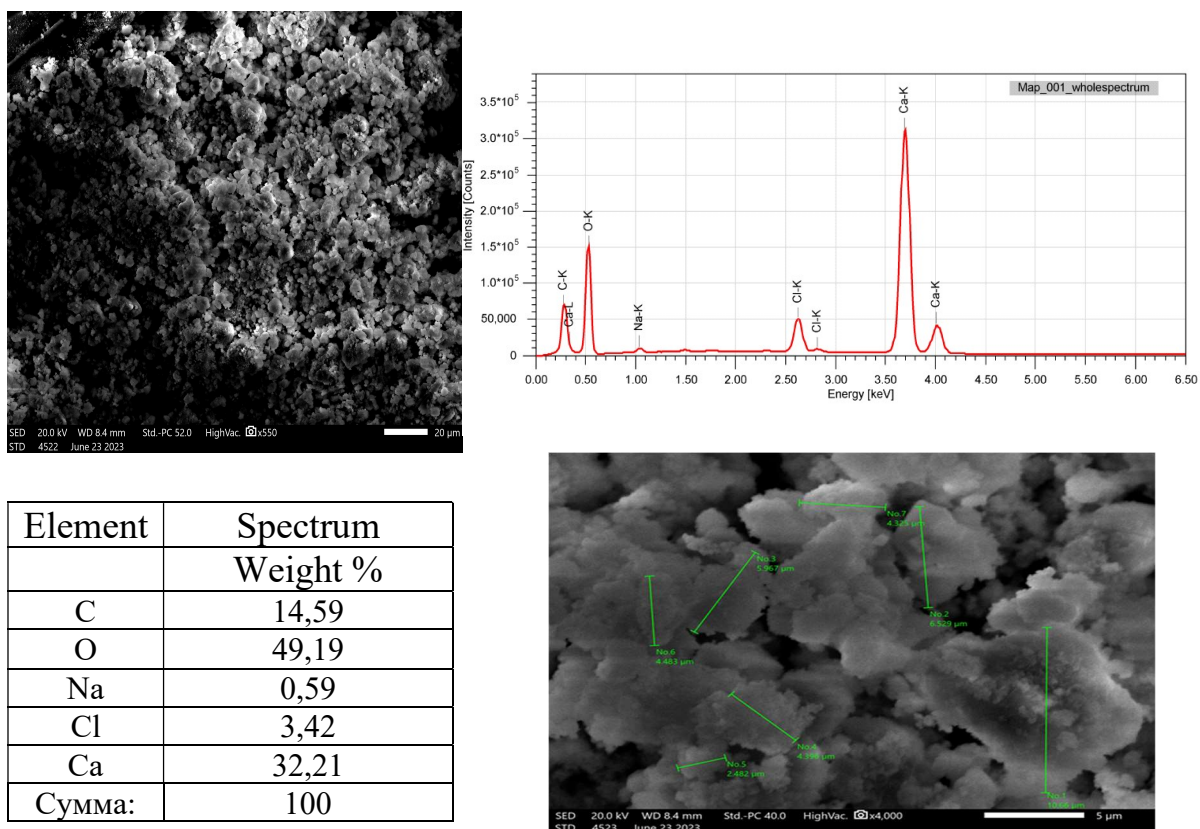 SED 20.0 kV WD 8.4 mm Std.-PC 52.0 HighVac. x550 20 µm
STD 4522 June 23 2023
Map_001_wholespectrum
Intensity [Counts]
3.5*10^5
3.0*10^5
2.5*10^5
2.0*10^5
1.5*10^5
1.0*10^5
50,000
0
C-K
Ca-L
O-K
Na-K
Cl-K
Cl-K
Ca-K
Ca-K
0.00 0.50 1.00 1.50 2.00 2.50 3.00 3.50 4.00 4.50 5.00 5.50 6.00 6.50
Energy [keV]
Element Spectrum
Weight %
C 14,59
O 49,19
Na 0,59
Cl 3,42
Ca 32,21
Сумма: 100
No.7
No.3
5.967 µm
No.2
6.529 µm
No.6
4.483 µm
No.4
No.5
2.482 µm
SED 20.0 kV WD 8.4 mm Std.-PC 40.0 HighVac. x4,000 5 µm
STD 4523 June 23 2023